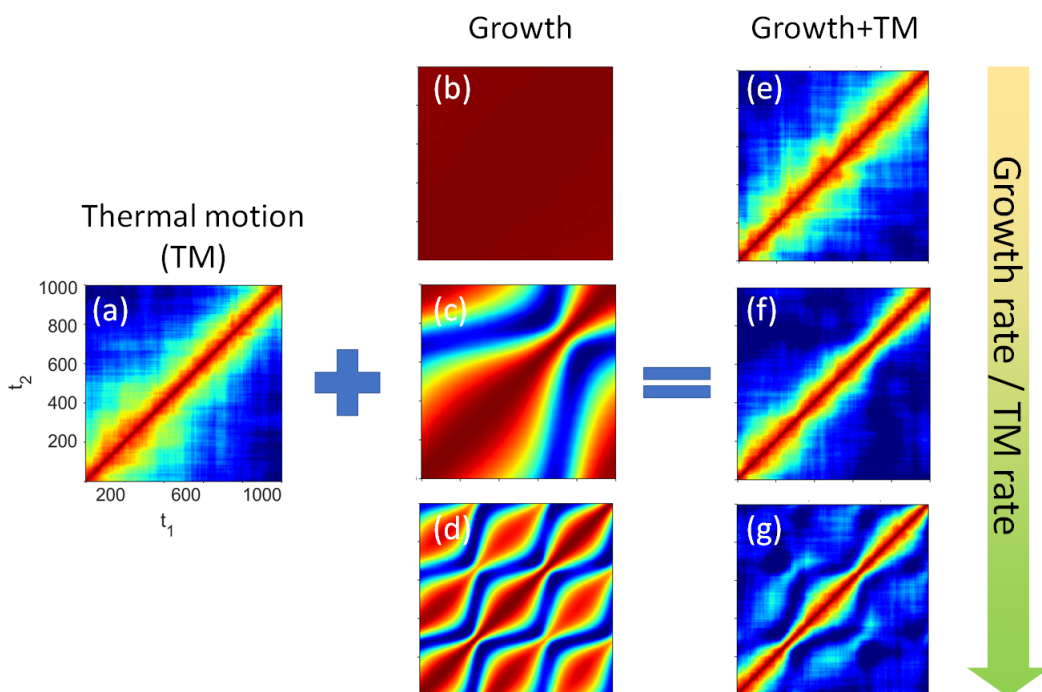 Growth
Growth+TM
(b)
(e)
Thermal motion
(TM)
(a)
1000
800
600
400
200
t2
200
600
1000
t1
(c)
(f)
(d)
(g)
Growth rate / TM rate